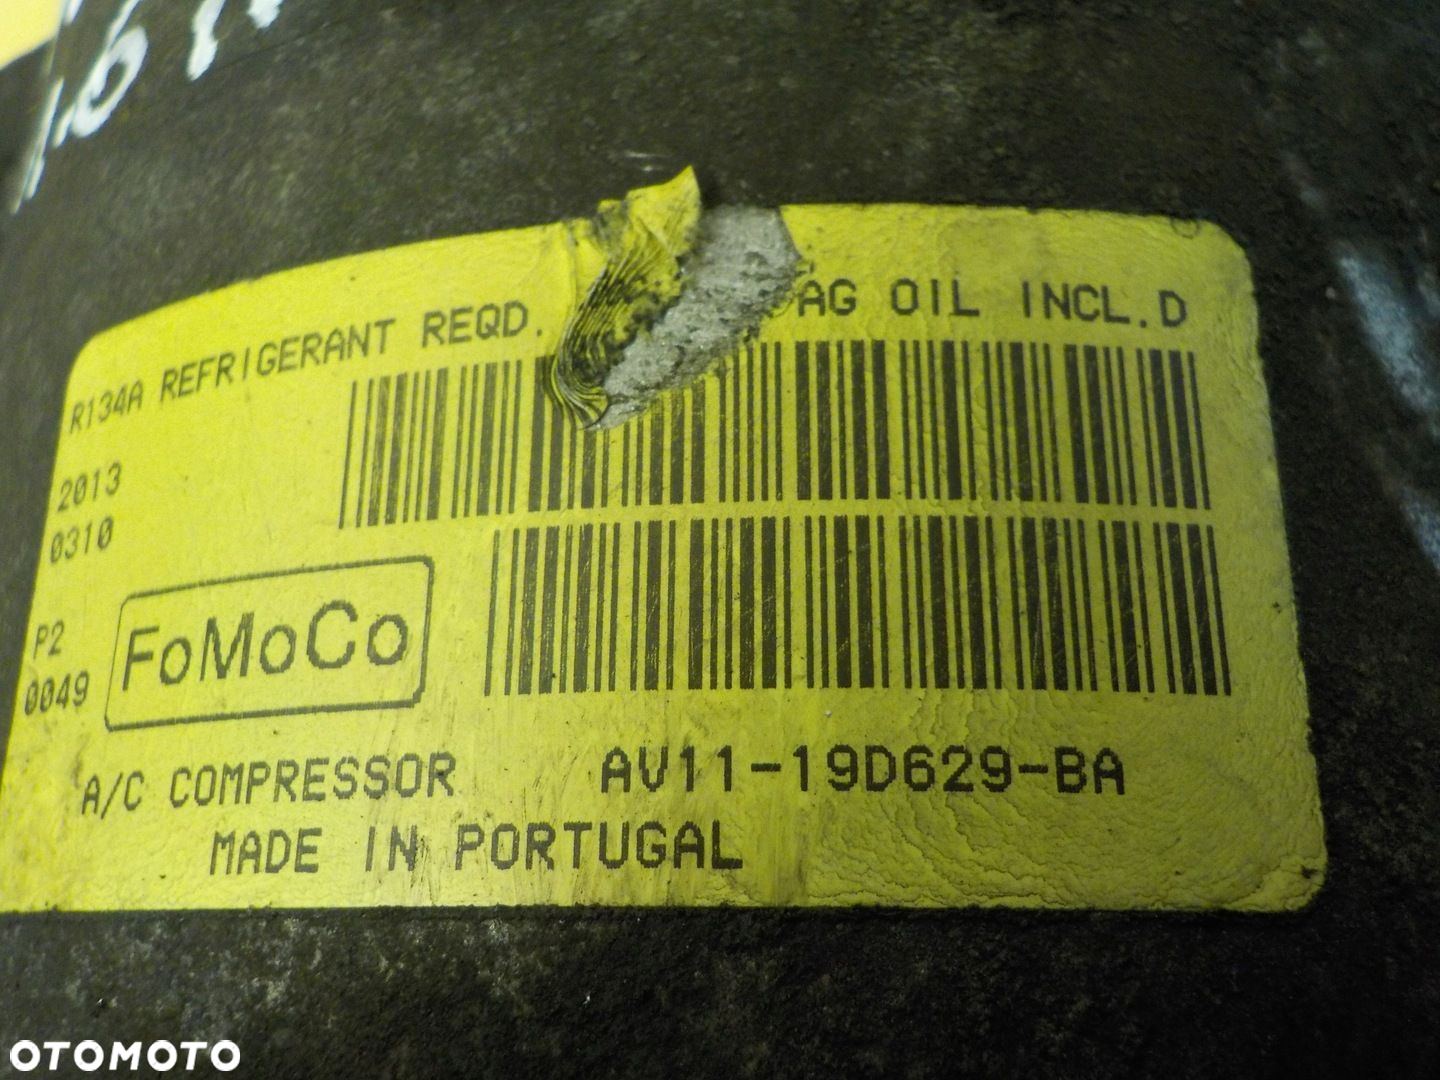 R134A REFRIGERANT REQD. AG OIL INCL.D
2013
0310
P2
0049
FoMoCo
A/C COMPRESSOR AV11-19D629-BA
MADE IN PORTUGAL
OTOMOTO